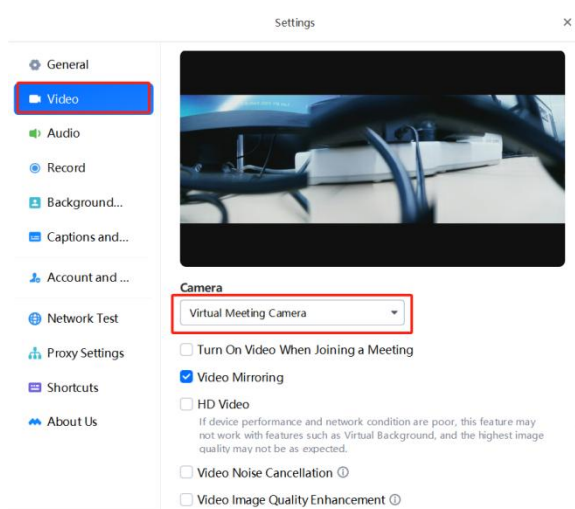 Settings
General
Video
Audio
Record
Background...
Captions and...
Account and ...
Network Test
Proxy Settings
Shortcuts
About Us
Camera
Virtual Meeting Camera
Turn On Video When Joining a Meeting
Video Mirroring
HD Video
If device performance and network condition are poor, this feature may
not work with features such as Virtual Background, and the highest image
quality may not be as expected.
Video Noise Cancellation
Video Image Quality Enhancement